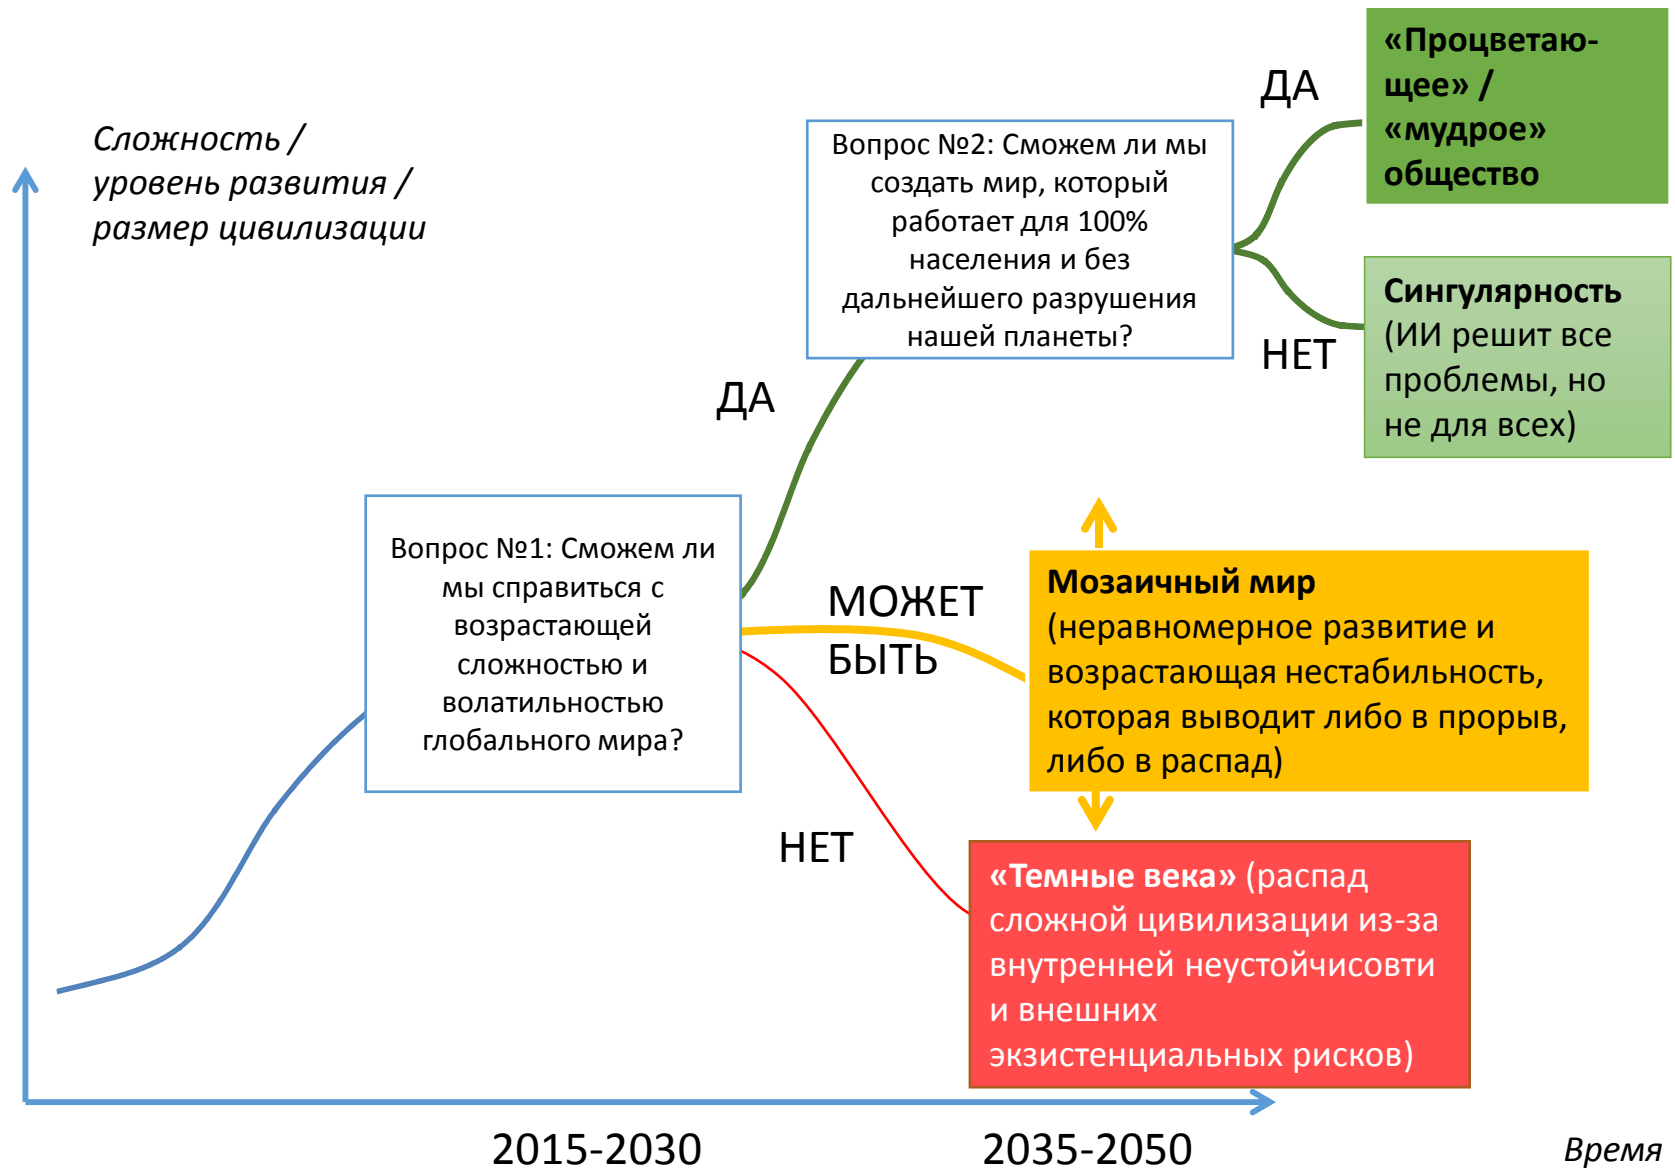 Сложность /
уровень развития /
размер цивилизации
Вопрос №1: Сможем ли
мы справиться с
возрастающей
сложностью и
волатильностью
глобального мира?
ДА
МОЖЕТ
БЫТЬ
НЕТ
Вопрос №2: Сможем ли мы
создать мир, который
работает для 100%
населения и без
дальнейшего разрушения
нашей планеты?
ДА
НЕТ
«Процветаю-
щее» /
«мудрое»
общество
Сингулярность
(ИИ решит все
проблемы, но
не для всех)
Мозаичный мир
(неравномерное развитие и
возрастающая нестабильность,
которая выводит либо в прорыв,
либо в распад)
«Темные века» (распад
сложной цивилизации из-за
внутренней неустойчисовти
и внешних
экзистенциальных рисков)
2015-2030
2035-2050
Время